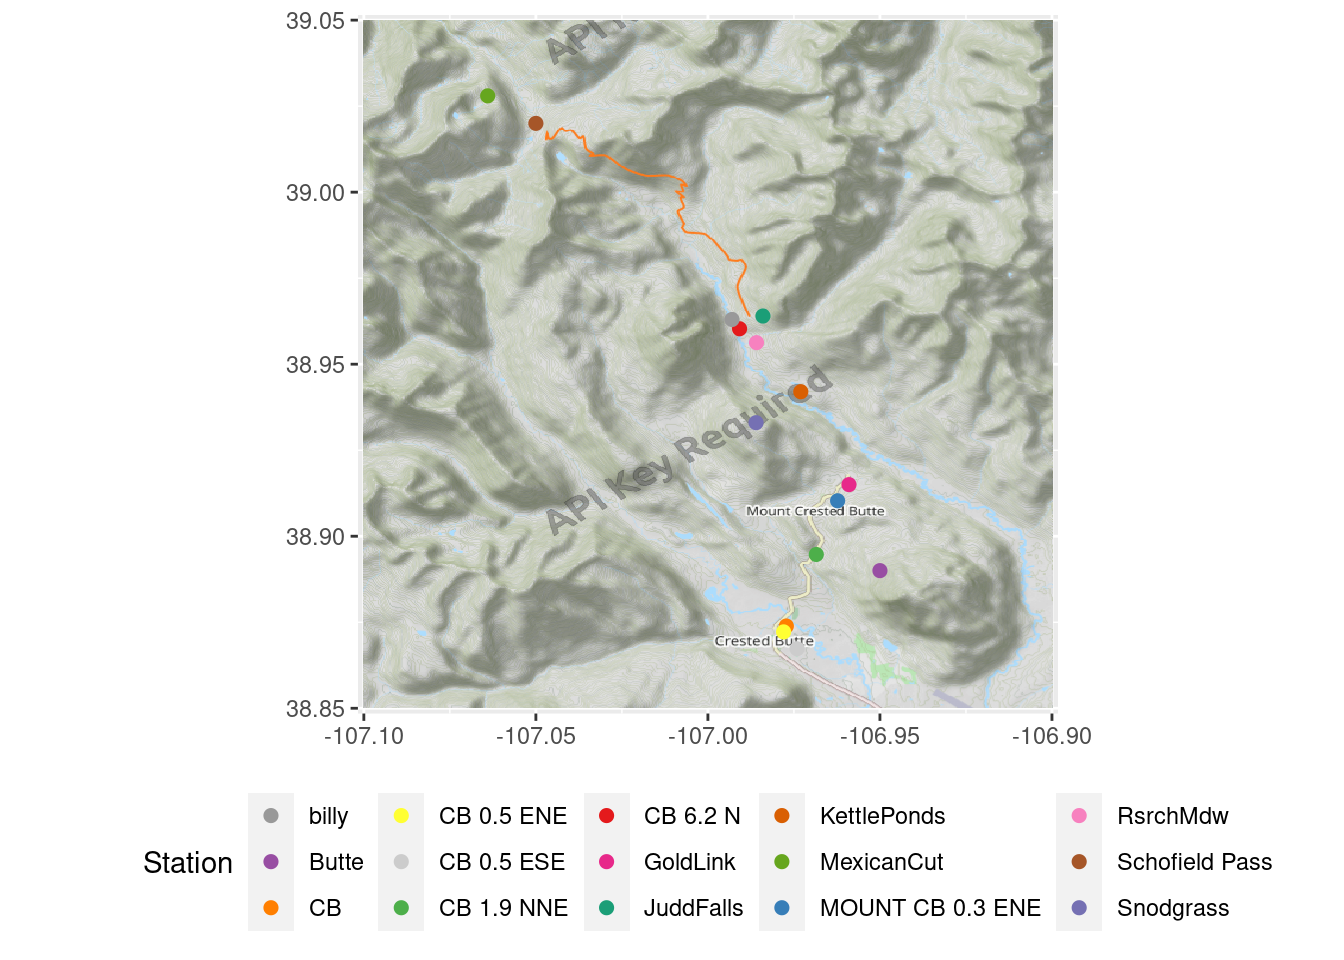 39.05
39.00
38.95
38.90
38.85
API Key Required
Mount Crested Butte
Crested Butte
-107.10 -107.05 -107.00 -106.95 -106.90
Station
billy CB 0.5 ENE CB 6.2 N KettlePonds RsrchMdw
Butte CB 0.5 ESE GoldLink MexicanCut Schofield Pass
CB CB 1.9 NNE JuddFalls MOUNT CB 0.3 ENE Snodgrass